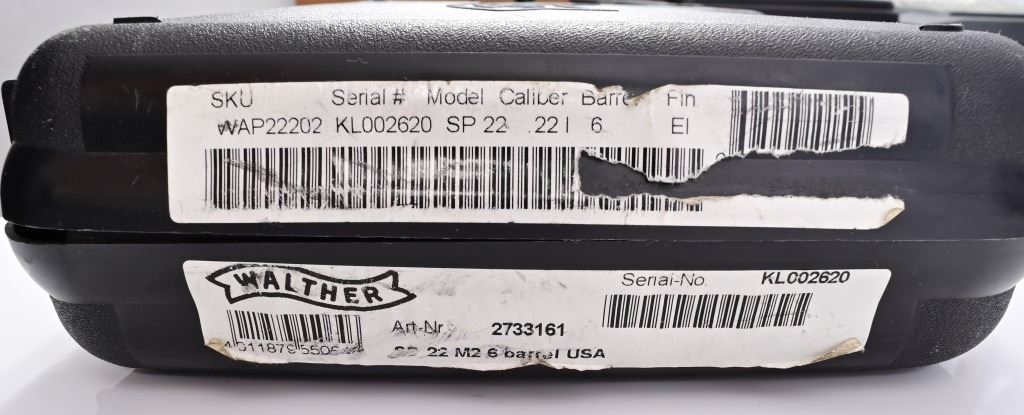 SKU Serial # Model Caliber Fin
WAP22202 KL002620 SP 22 .22 l 6 El
WALTHER Serial-No. KL002620
Art-Nr 2733161
SP 22 M2 6 barrel USA